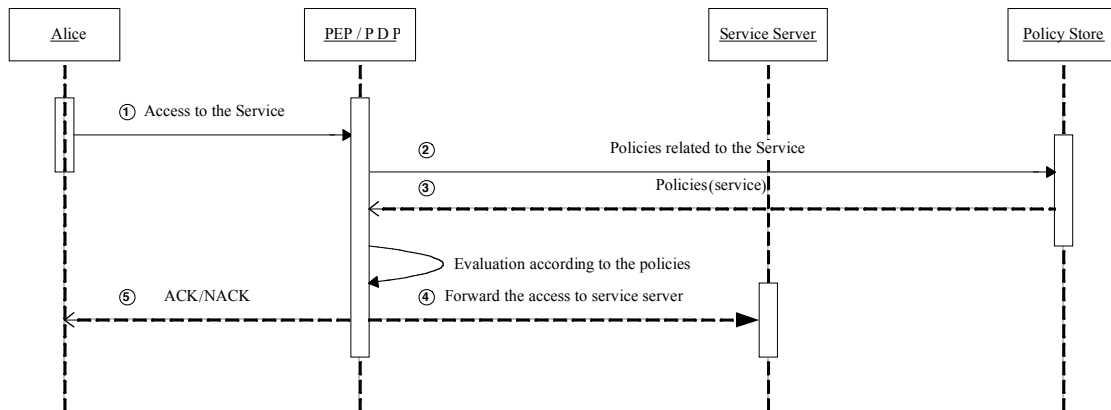 Alice
PEP / P D P
Service Server
Policy Store
① Access to the Service
② Policies related to the Service
③ Policies(service)
Evaluation according to the policies
⑤ ACK/NACK
④ Forward the access to service server